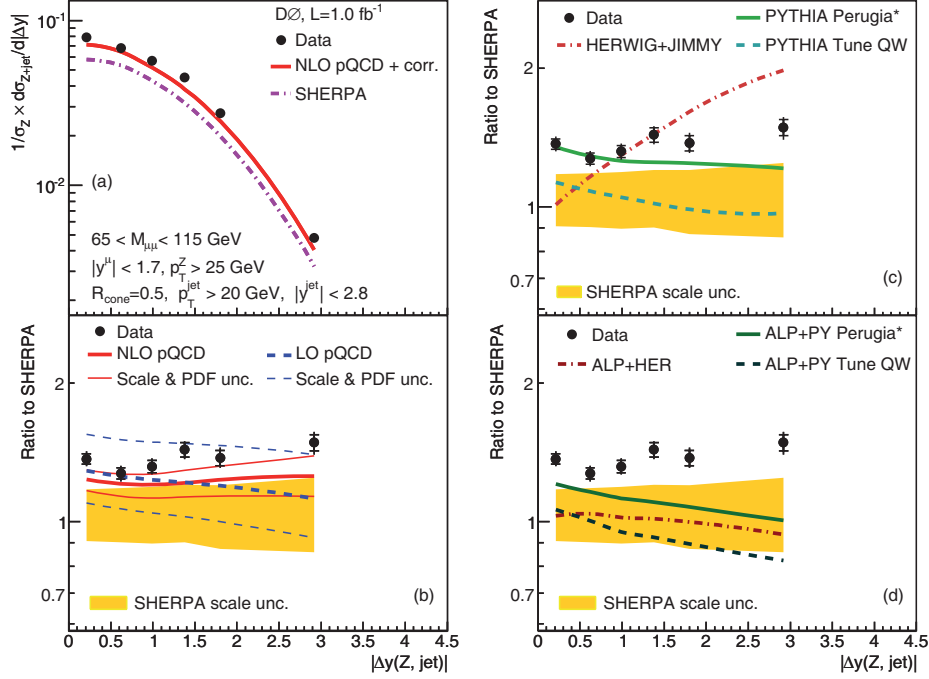 10⁻¹
10⁻²
1/σ_Z × dσ_Z+jet/d|Δy|
DØ, L=1.0 fb⁻¹
Data
NLO pQCD + corr.
SHERPA
(a)
65 < M_μμ < 115 GeV
|y^μ| < 1.7, p_T^Z > 25 GeV
R_cone=0.5, p_T^jet > 20 GeV, |y^jet| < 2.8
Ratio to SHERPA
2
1
0.7
Data
NLO pQCD
LO pQCD
Scale & PDF unc.
Scale & PDF unc.
SHERPA scale unc.
(b)
0 0.5 1 1.5 2 2.5 3 3.5 4 4.5
|Δy(Z, jet)|
Ratio to SHERPA
2
1
0.7
Data
PYTHIA Perugia*
HERWIG+JIMMY
PYTHIA Tune QW
SHERPA scale unc.
(c)
Ratio to SHERPA
2
1
0.7
Data
ALP+PY Perugia*
ALP+HER
ALP+PY Tune QW
SHERPA scale unc.
(d)
0 0.5 1 1.5 2 2.5 3 3.5 4 4.5
|Δy(Z, jet)|